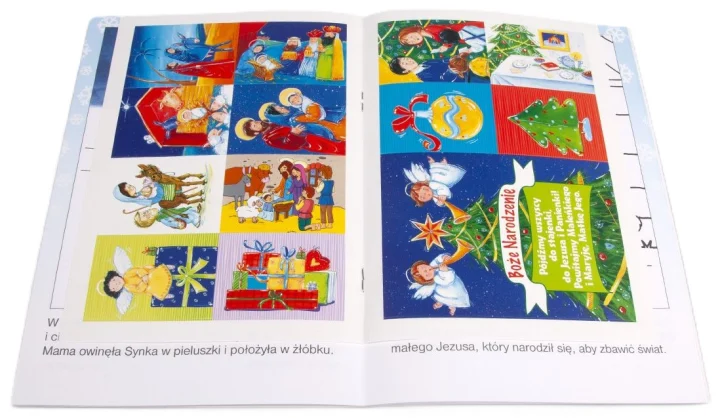 Boże Narodzenie
Pójdźmy wszyscy
do stajenki,
do Jezusa i Panienki!
Powitajmy Maleńkiego
i Maryję, Matkę Jego.
W
i ci
Mama owinęła Synka w pieluszki i położyła w żłóbku.
małego Jezusa, który narodził się, aby zbawić świat.